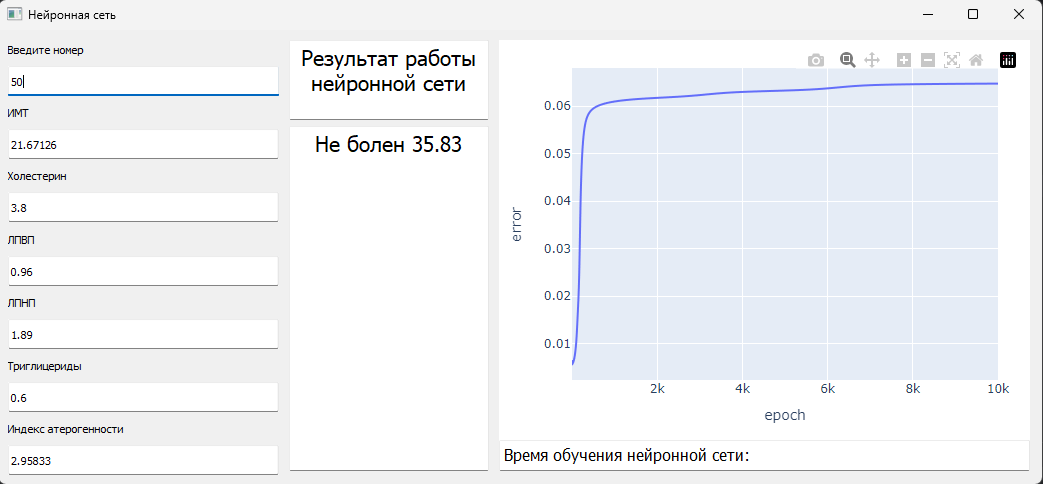 Нейронная сеть
Введите номер
50
ИМТ
21.67126
Холестерин
3.8
ЛПВП
0.96
ЛПНП
1.89
Триглицериды
0.6
Индекс атерогенности
2.95833
Результат работы
нейронной сети
Не болен 35.83
0.06
0.05
0.04
0.03
0.02
0.01
error
2k
4k
6k
8k
10k
epoch
Время обучения нейронной сети: